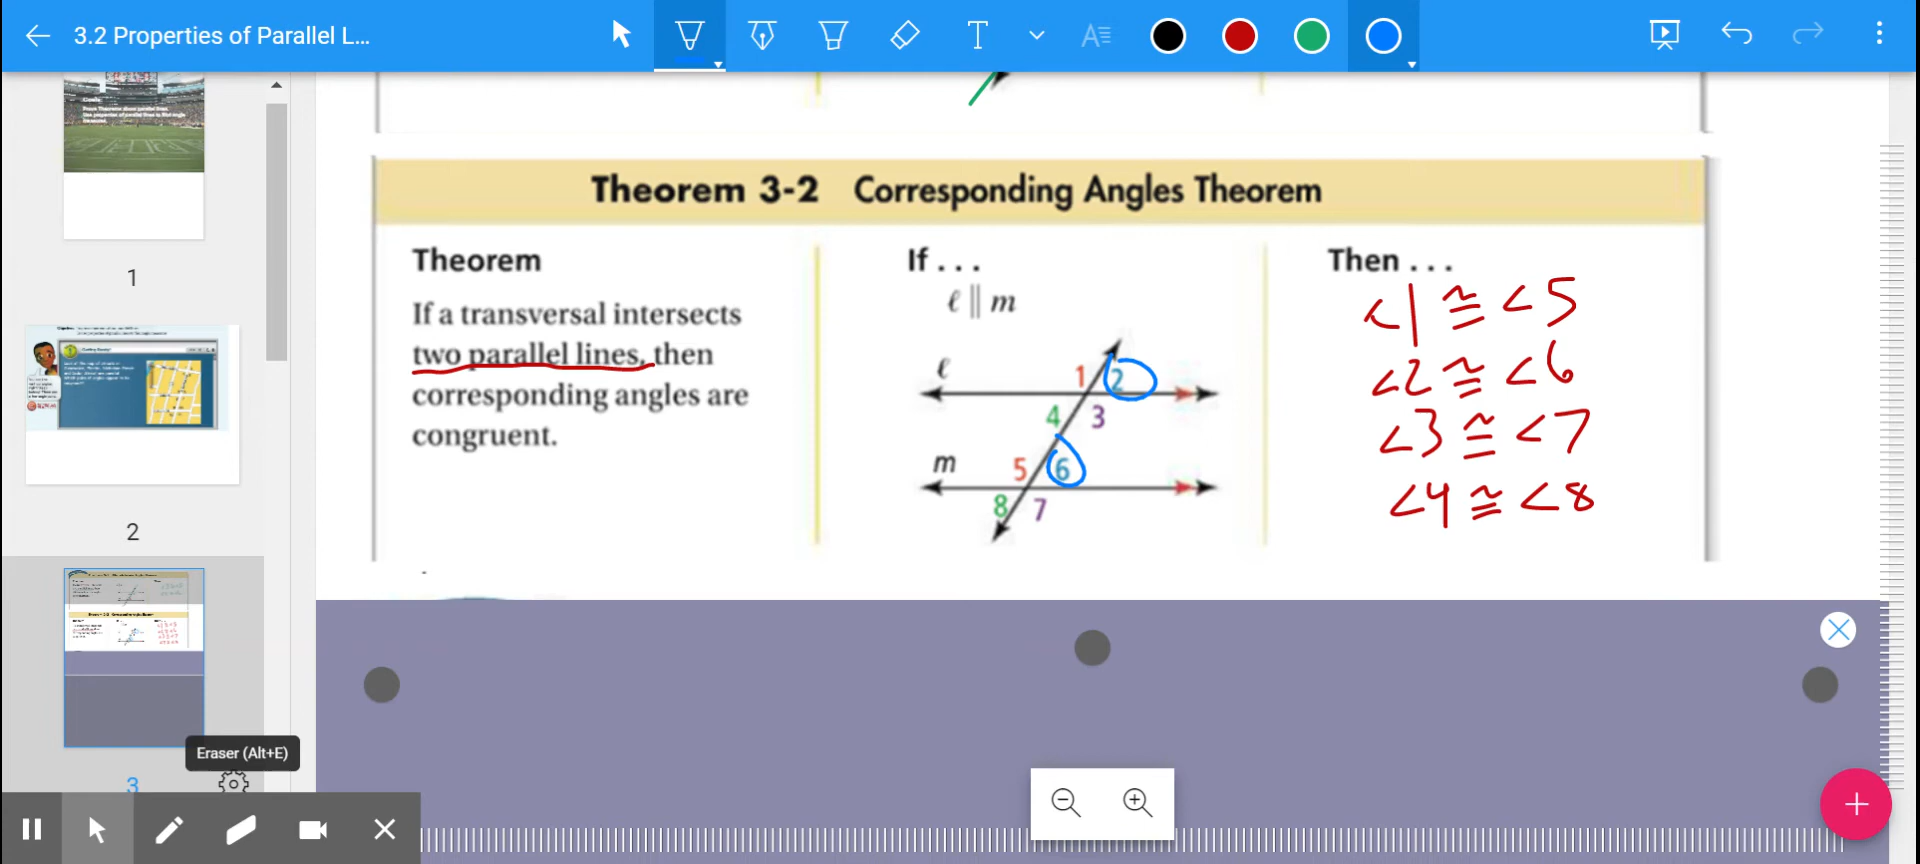 3.2 Properties of Parallel L...
T
A
Goals
1
2
3
Eraser (Alt+E)
Theorem 3-2 Corresponding Angles Theorem
Theorem
If a transversal intersects
two parallel lines, then
corresponding angles are
congruent.
If . . .
ℓ ∥ m
ℓ
1 2
4 3
m
5 6
8 7
Then . . .
<1 ≅ <5
<2 ≅ <6
<3 ≅ <7
<4 ≅ <8